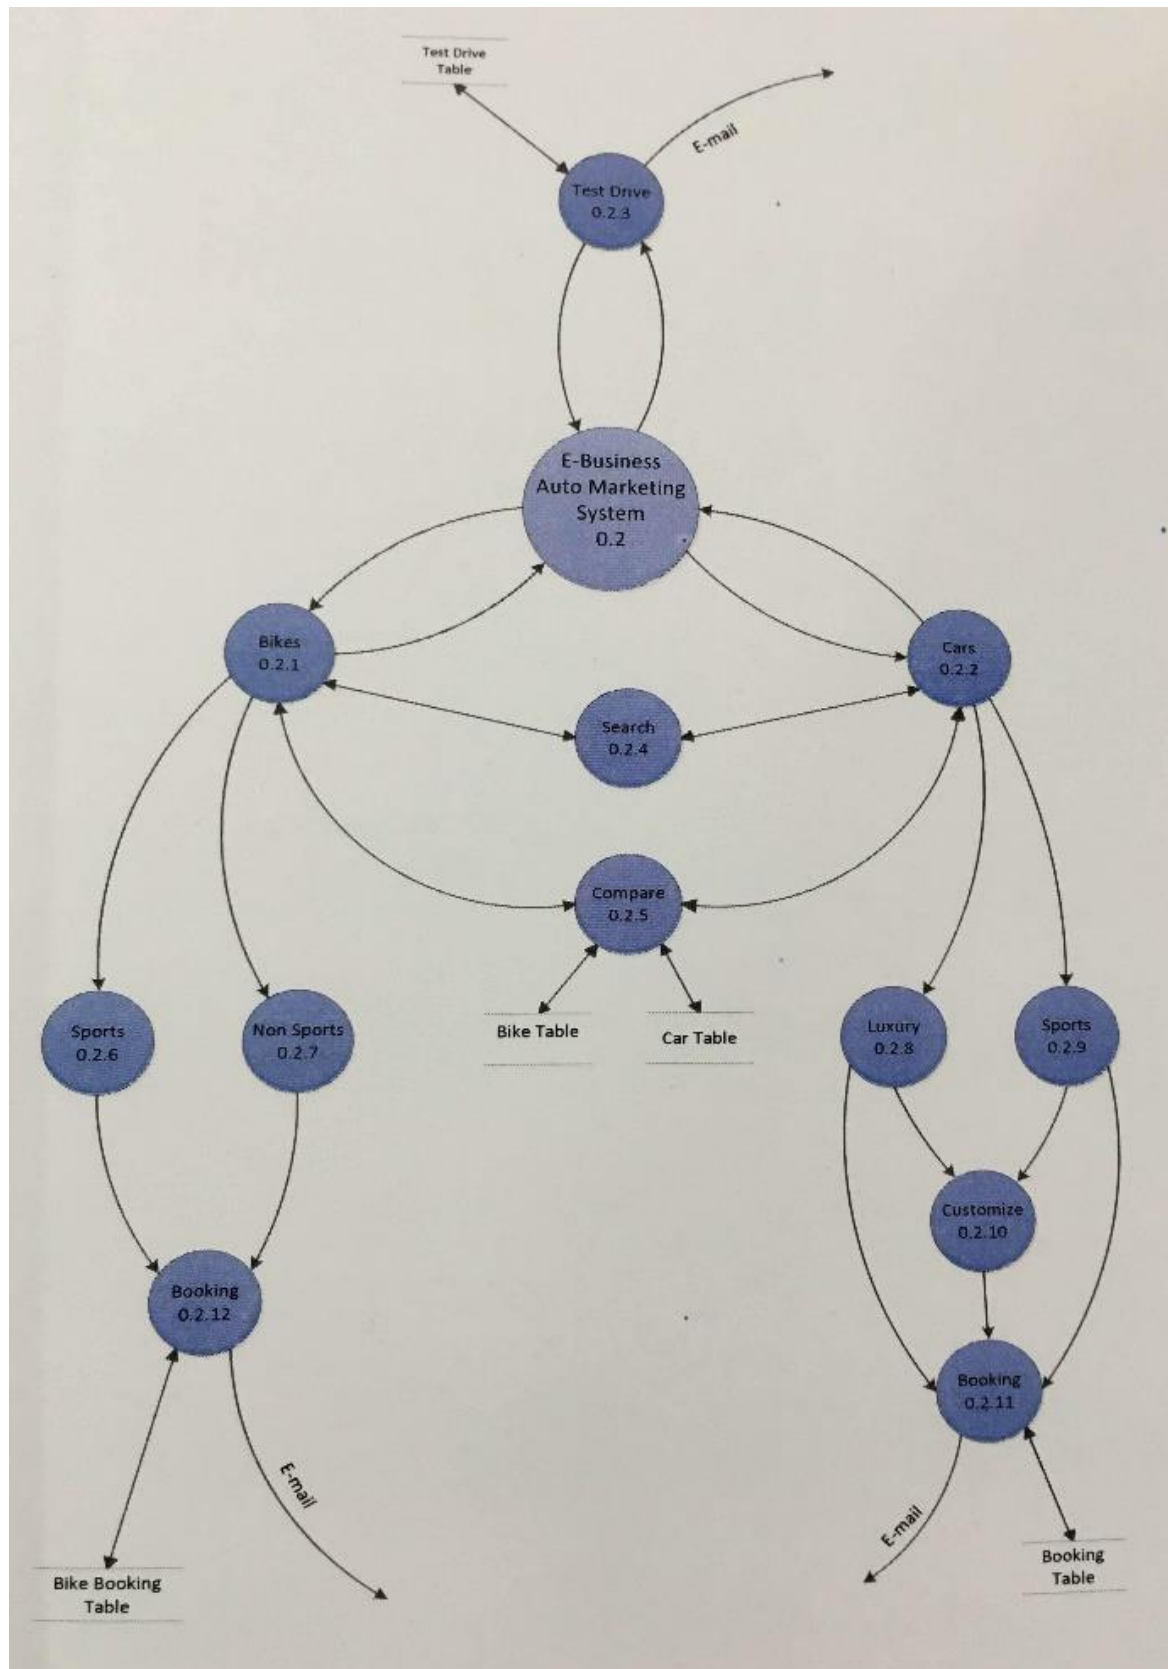 Test Drive
Table
E-mail
Test Drive
0.2.3
E-Business
Auto Marketing
System
0.2
Bikes
0.2.1
Cars
0.2.2
Search
0.2.4
Compare
0.2.5
Bike Table
Car Table
Sports
0.2.6
Non Sports
0.2.7
Luxury
0.2.8
Sports
0.2.9
Customize
0.2.10
Booking
0.2.12
Booking
0.2.11
E-mail
E-mail
Bike Booking
Table
Booking
Table